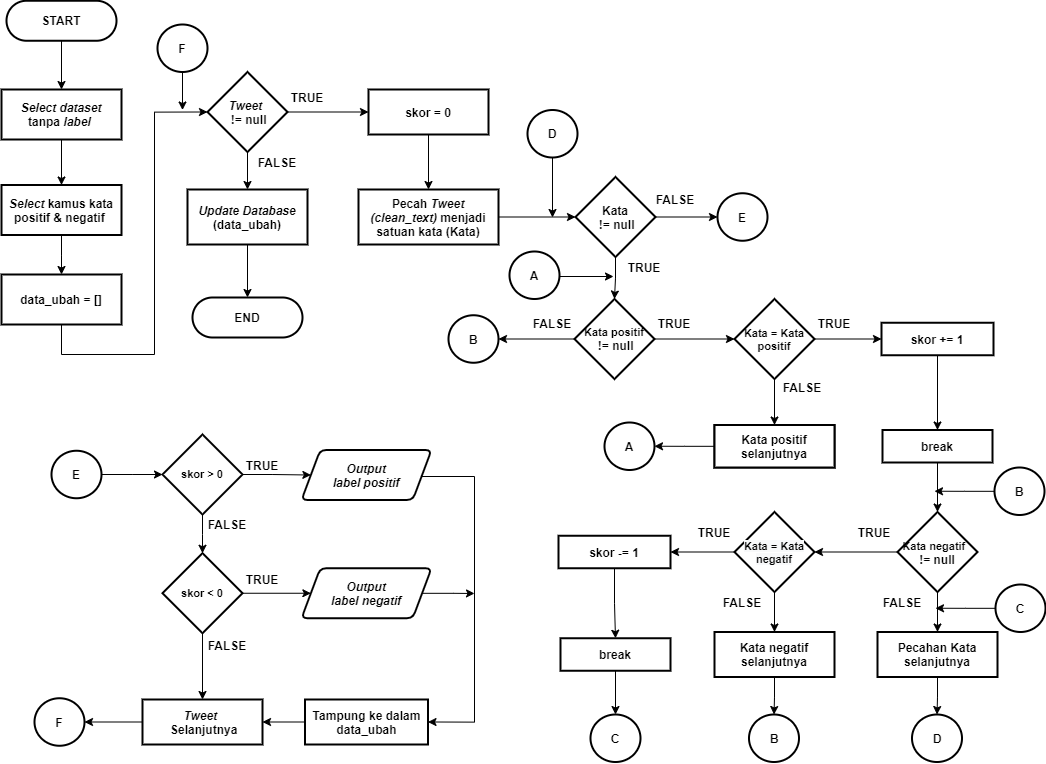 START
Select dataset
tanpa label
Select kamus kata
positif & negatif
data_ubah = []
F
Tweet
!= null
TRUE
FALSE
Update Database
(data_ubah)
END
skor = 0
Pecah Tweet
(clean_text) menjadi
satuan kata (Kata)
D
Kata
!= null
FALSE
E
TRUE
A
Kata positif
!= null
FALSE
B
TRUE
Kata = Kata
positif
TRUE
skor += 1
FALSE
Kata positif
selanjutnya
A
break
B
Kata negatif
!= null
TRUE
Kata = Kata
negatif
TRUE
skor -= 1
break
C
FALSE
Kata negatif
selanjutnya
B
FALSE
C
Pecahan Kata
selanjutnya
D
E
skor > 0
TRUE
Output
label positif
FALSE
skor < 0
TRUE
Output
label negatif
FALSE
Tampung ke dalam
data_ubah
Tweet
Selanjutnya
F